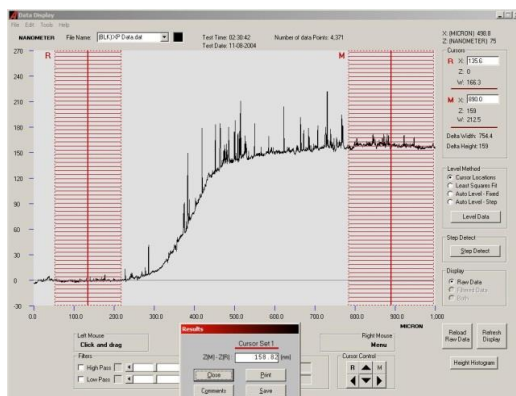 Data Display
File Edit Tools Help
NANOMETER File Name: (BLK)XP Data.dat Test Time: 02:30:42 Number of data Points: 4,371
Test Date: 11-08-2004
X: (MICRON) 498.8
Z: (NANOMETER) 75
Cursors
R X: 135.6
Z: 0
W: 166.3
M X: 890.0
Z: 159
W: 212.5
Delta Width: 754.4
Delta Height: 159
Level Method
Cursor Locations
Least Squares Fit
Auto Level - Fixed
Auto Level - Step
Level Data
Step Detect
Step Detect
Display
Raw Data
Filtered Data
Both
Reload Raw Data
Refresh Display
Height Histogram
R M
270
240
210
180
150
120
90
60
30
0
-30
0.0 100.0 200.0 300.0 400.0 500.0 600.0 700.0 800.0 900.0 1,000
MICRON
Left Mouse
Click and drag
Right Mouse
Menu
Filters
High Pass
Low Pass
Cursor Control
R M
Results
Cursor Set 1
Z(M) - Z(R): 158.82 (nm)
Close Print
Comments Save